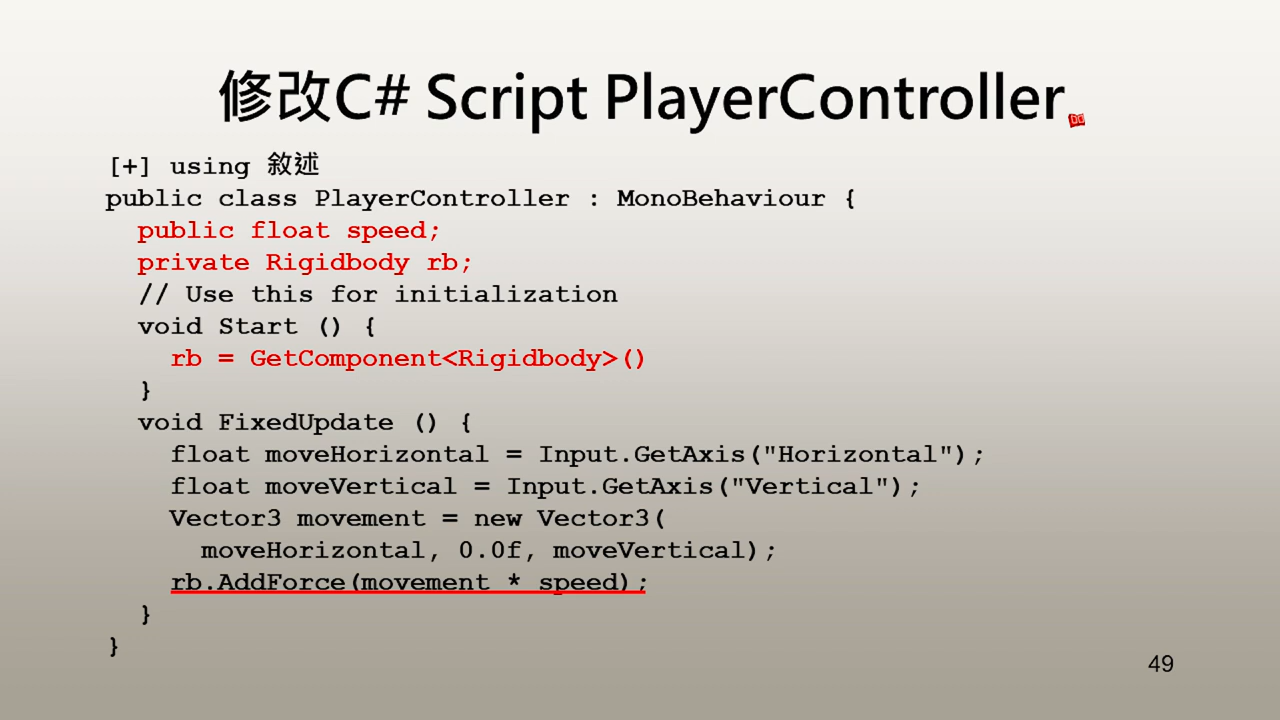 修改C# Script PlayerController
[+] using 敘述
public class PlayerController : MonoBehaviour {
public float speed;
private Rigidbody rb;
// Use this for initialization
void Start () {
rb = GetComponent<Rigidbody>()
}
void FixedUpdate () {
float moveHorizontal = Input.GetAxis("Horizontal");
float moveVertical = Input.GetAxis("Vertical");
Vector3 movement = new Vector3(
moveHorizontal, 0.0f, moveVertical);
rb.AddForce(movement * speed);
}
}
49